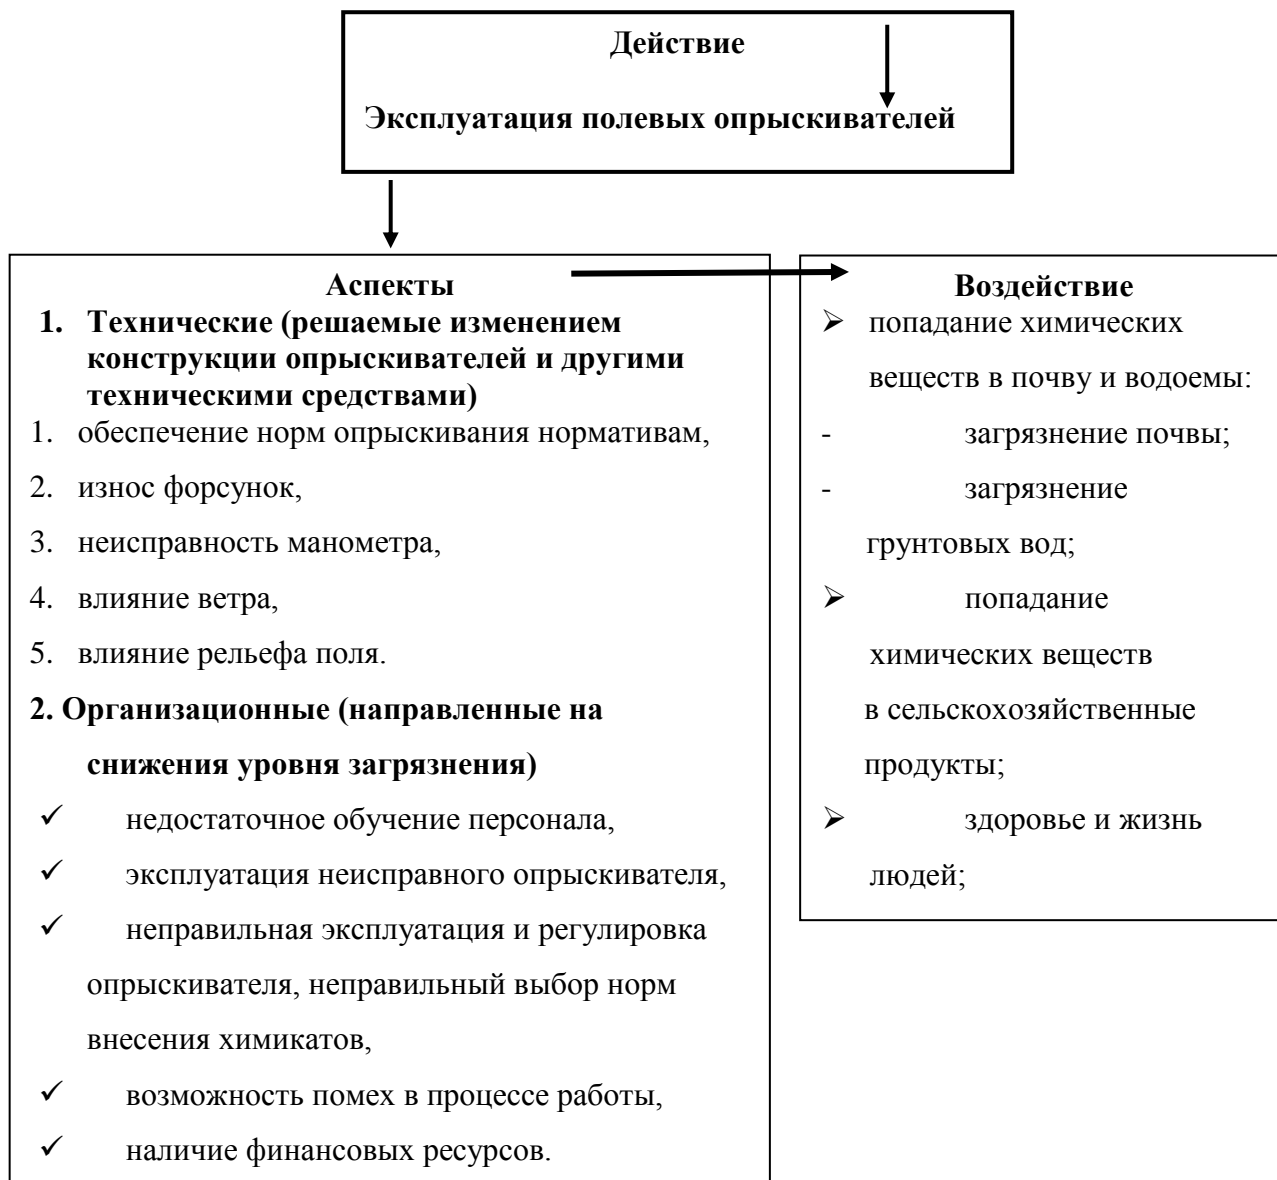 Действие
Эксплуатация полевых опрыскивателей
Аспекты
1. Технические (решаемые изменением
конструкции опрыскивателей и другими
техническими средствами)
1. обеспечение норм опрыскивания нормативам,
2. износ форсунок,
3. неисправность манометра,
4. влияние ветра,
5. влияние рельефа поля.
2. Организационные (направленные на
снижения уровня загрязнения)
✓ недостаточное обучение персонала,
✓ эксплуатация неисправного опрыскивателя,
✓ неправильная эксплуатация и регулировка
опрыскивателя, неправильный выбор норм
внесения химикатов,
✓ возможность помех в процессе работы,
✓ наличие финансовых ресурсов.
Воздействие
➢ попадание химических
веществ в почву и водоемы:
- загрязнение почвы;
- загрязнение
грунтовых вод;
➢ попадание
химических веществ
в сельскохозяйственные
продукты;
➢ здоровье и жизнь
людей;